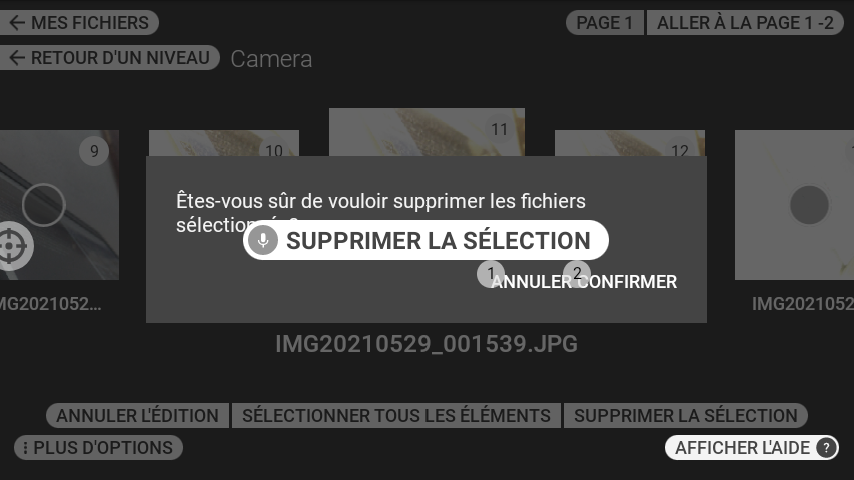 MES FICHIERS
PAGE 1
ALLER À LA PAGE 1 -2
RETOUR D'UN NIVEAU
Camera
9
10
11
12
Êtes-vous sûr de vouloir supprimer les fichiers
SUPPRIMER LA SÉLECTION
1
2
ANNULER CONFIRMER
IMG20210529_001539.JPG
ANNULER L'ÉDITION
SÉLECTIONNER TOUS LES ÉLÉMENTS
SUPPRIMER LA SÉLECTION
PLUS D'OPTIONS
AFFICHER L'AIDE ?